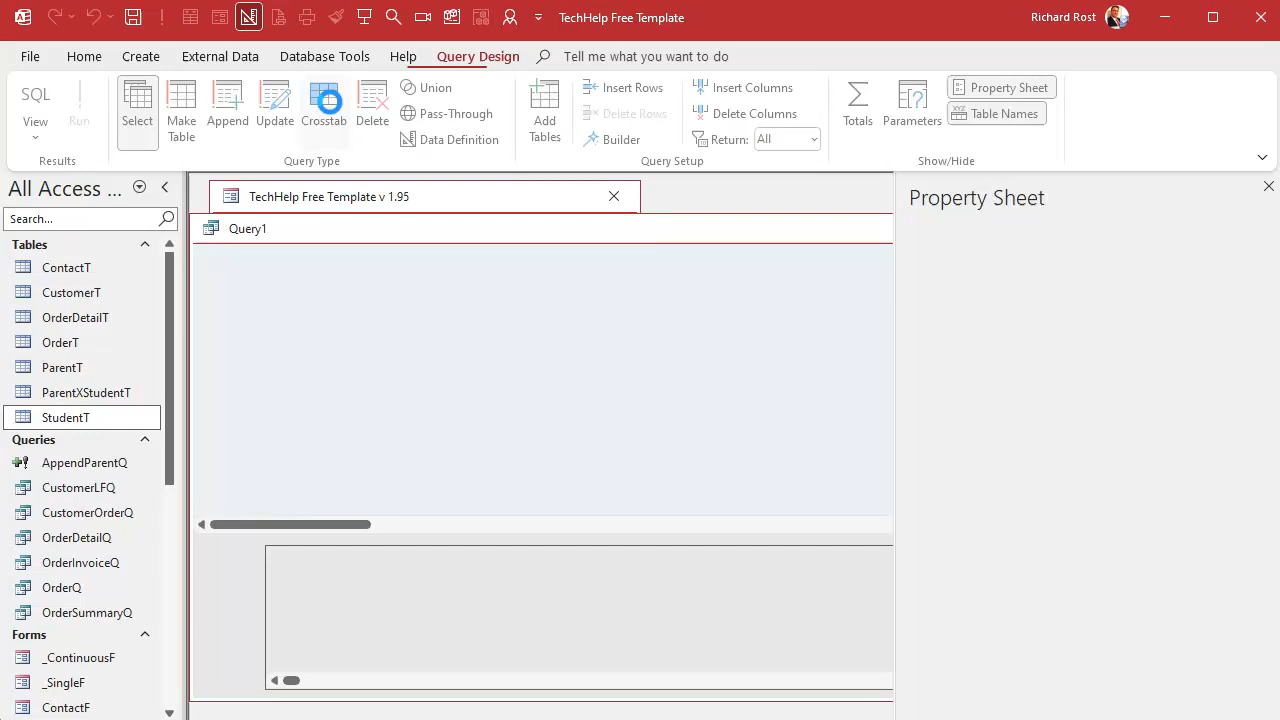 TechHelp Free Template
Richard Rost
File Home Create External Data Database Tools Help Query Design Tell me what you want to do
SQL
View
Run
Results
Select
Make Table
Append
Update
Crosstab
Delete
Union
Pass-Through
Data Definition
Query Type
Add Tables
Insert Rows
Delete Rows
Builder
Insert Columns
Delete Columns
Return: All
Query Setup
Totals
Parameters
Property Sheet
XYZ Table Names
Show/Hide
All Access ...
Search...
Tables
ContactT
CustomerT
OrderDetailT
OrderT
ParentT
ParentXStudentT
StudentT
Queries
AppendParentQ
CustomerLFQ
CustomerOrderQ
OrderDetailQ
OrderInvoiceQ
OrderQ
OrderSummaryQ
Forms
_ContinuousF
_SingleF
ContactF
TechHelp Free Template v 1.95
Query1
Property Sheet